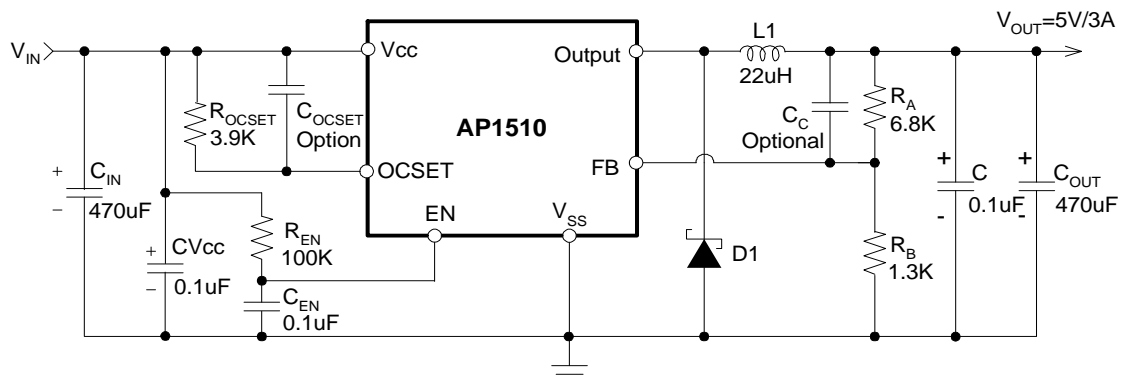 V_OUT=5V/3A
V_IN
Vcc
Output
L1
22uH
R_OCSET
3.9K
C_OCSET
Option
AP1510
C_C
Optional
R_A
6.8K
OCSET
FB
+
C_IN
470uF
-
EN
V_SS
+
C
0.1uF
-
+
C_OUT
470uF
-
R_EN
100K
+
CVcc
0.1uF
-
D1
R_B
1.3K
C_EN
0.1uF